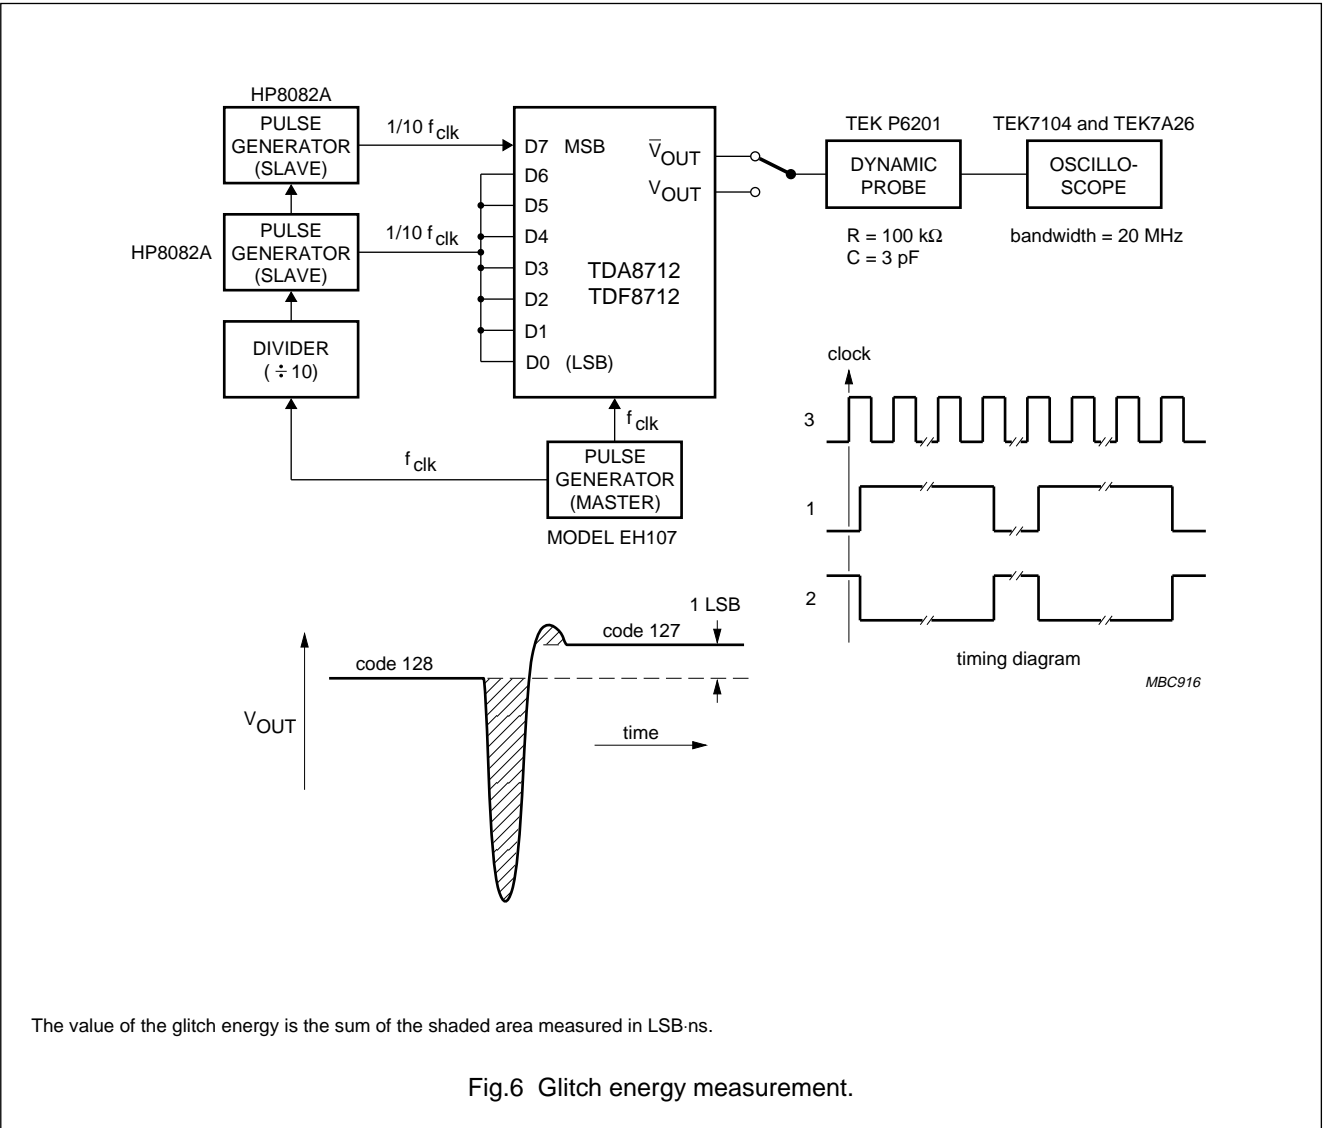 HP8082A
PULSE
GENERATOR
(SLAVE)
1/10 fclk
HP8082A
PULSE
GENERATOR
(SLAVE)
1/10 fclk
DIVIDER
(÷10)
fclk
D7 MSB
D6
D5
D4
D3
D2
D1
D0 (LSB)
TDA8712
TDF8712
V̅OUT
VOUT
fclk
PULSE
GENERATOR
(MASTER)
MODEL EH107
TEK P6201
DYNAMIC
PROBE
R = 100 kΩ
C = 3 pF
TEK7104 and TEK7A26
OSCILLO-
SCOPE
bandwidth = 20 MHz
clock
3
1
2
timing diagram
MBC916
1 LSB
code 127
code 128
VOUT
time
The value of the glitch energy is the sum of the shaded area measured in LSB·ns.
Fig.6 Glitch energy measurement.